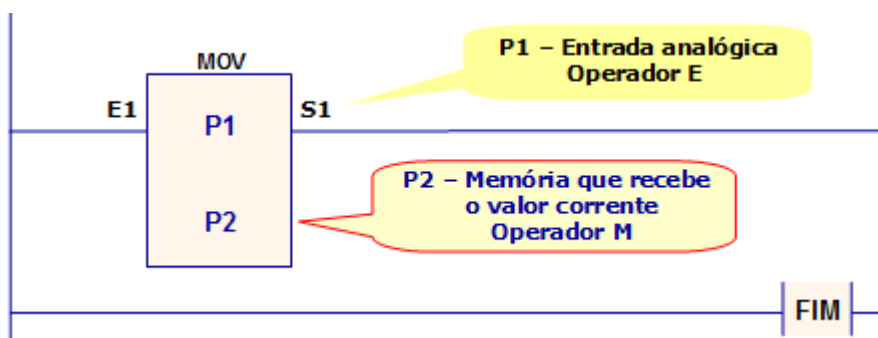 MOV
E1
P1
S1
P1 – Entrada analógica
Operador E
P2
P2 – Memória que recebe
o valor corrente
Operador M
FIM